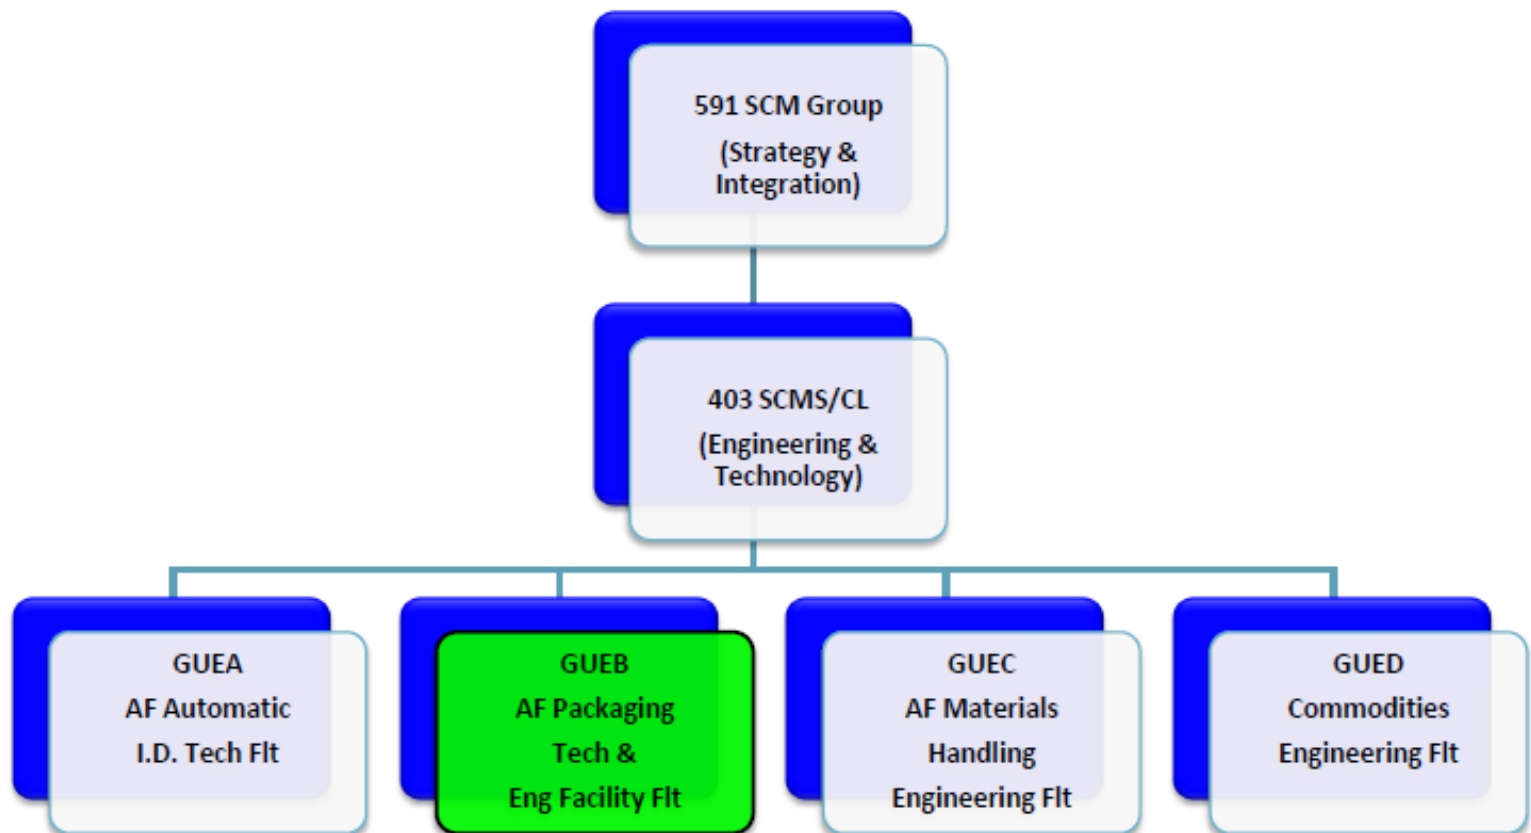 591 SCM Group
(Strategy &
Integration)
403 SCMS/CL
(Engineering &
Technology)
GUEA
AF Automatic
I.D. Tech Flt
GUEB
AF Packaging
Tech &
Eng Facility Flt
GUEC
AF Materials
Handling
Engineering Flt
GUED
Commodities
Engineering Flt